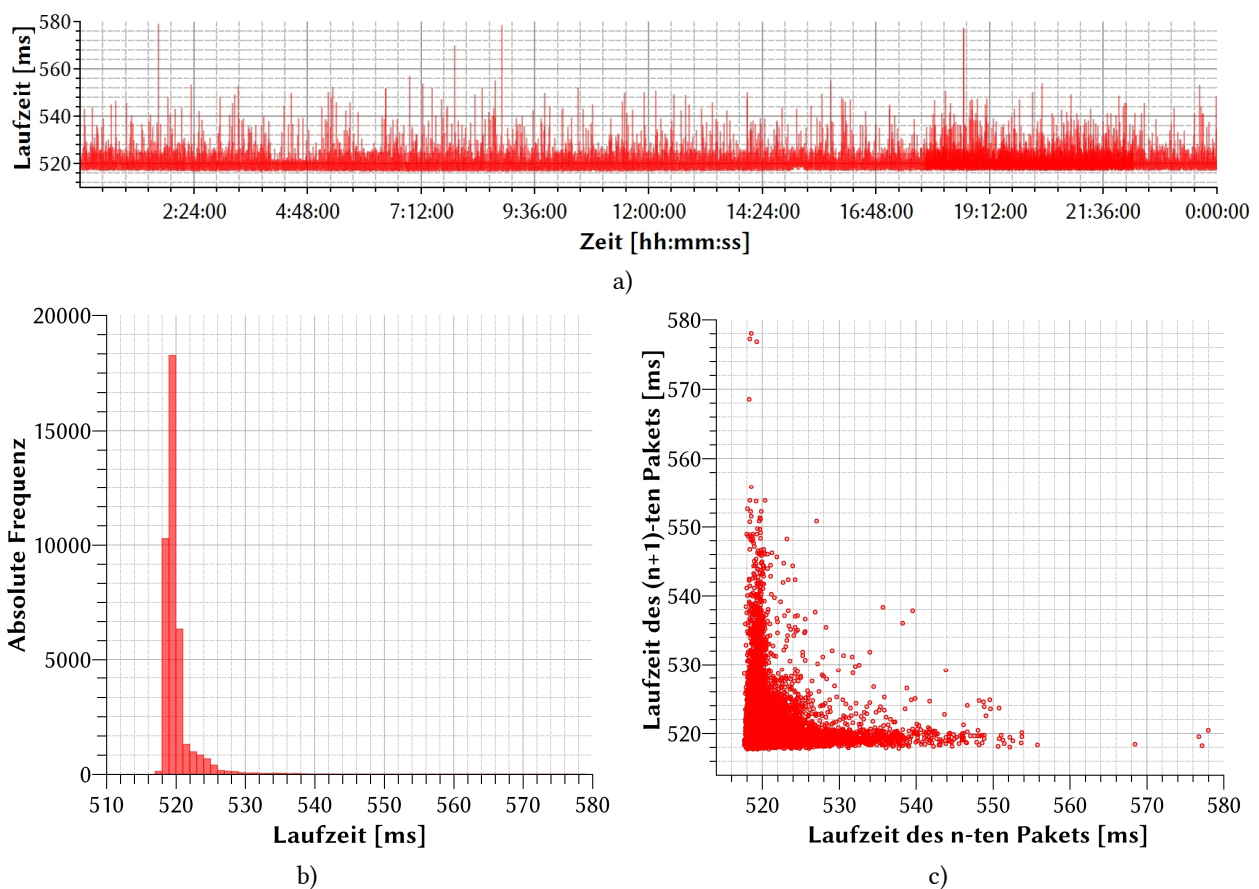 580
560
540
520
Laufzeit [ms]
2:24:00 4:48:00 7:12:00 9:36:00 12:00:00 14:24:00 16:48:00 19:12:00 21:36:00 0:00:00
Zeit [hh:mm:ss]
a)
20000
15000
10000
5000
0
Absolute Frequenz
510 520 530 540 550 560 570 580
Laufzeit [ms]
b)
580
570
560
550
540
530
520
Laufzeit des (n+1)-ten Pakets [ms]
520 530 540 550 560 570 580
Laufzeit des n-ten Pakets [ms]
c)